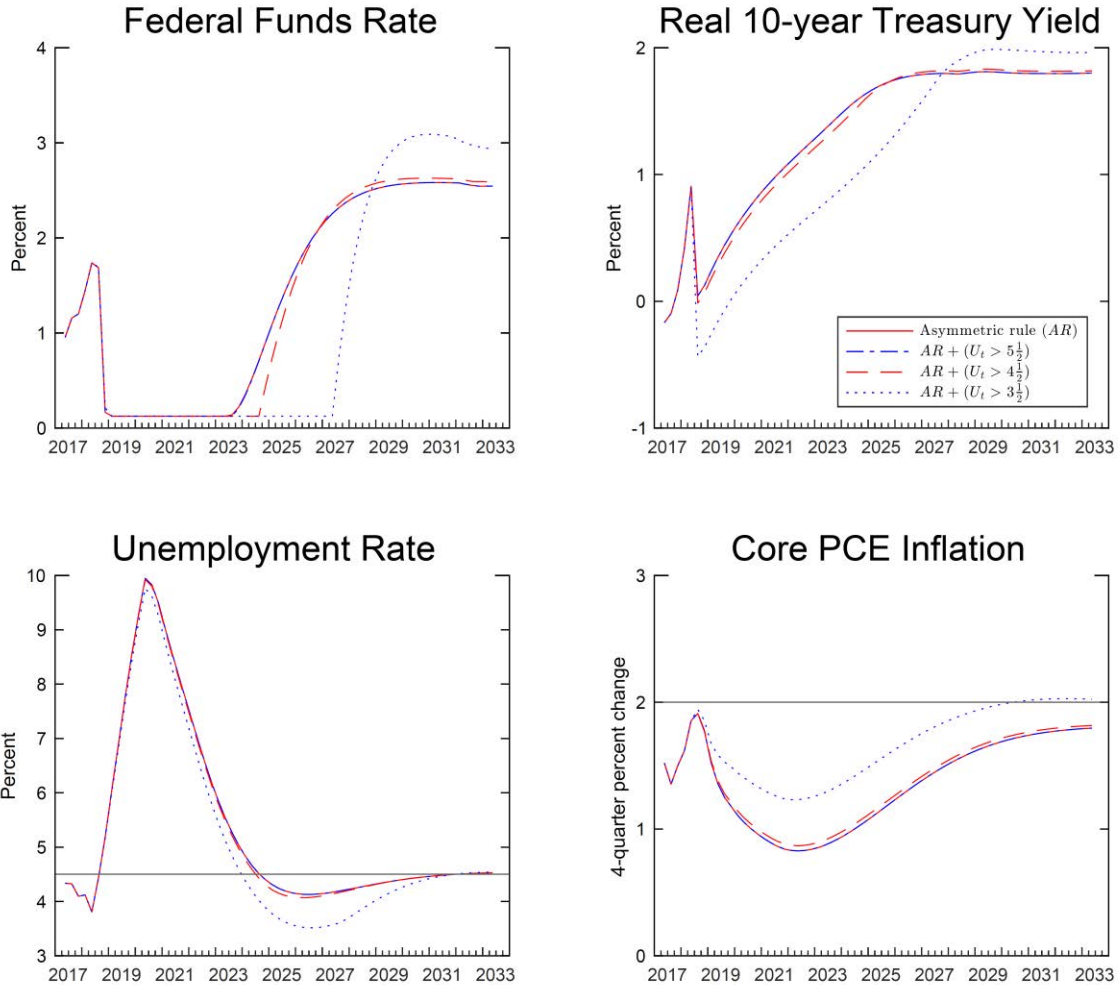 Federal Funds Rate
Percent
4
3
2
1
0
2017 2019 2021 2023 2025 2027 2029 2031 2033
Real 10-year Treasury Yield
Percent
2
1
0
-1
Asymmetric rule (AR)
AR + (U_t > 5½)
AR + (U_t > 4½)
AR + (U_t > 3½)
2017 2019 2021 2023 2025 2027 2029 2031 2033
Unemployment Rate
Percent
10
9
8
7
6
5
4
3
2017 2019 2021 2023 2025 2027 2029 2031 2033
Core PCE Inflation
4-quarter percent change
3
2
1
0
2017 2019 2021 2023 2025 2027 2029 2031 2033